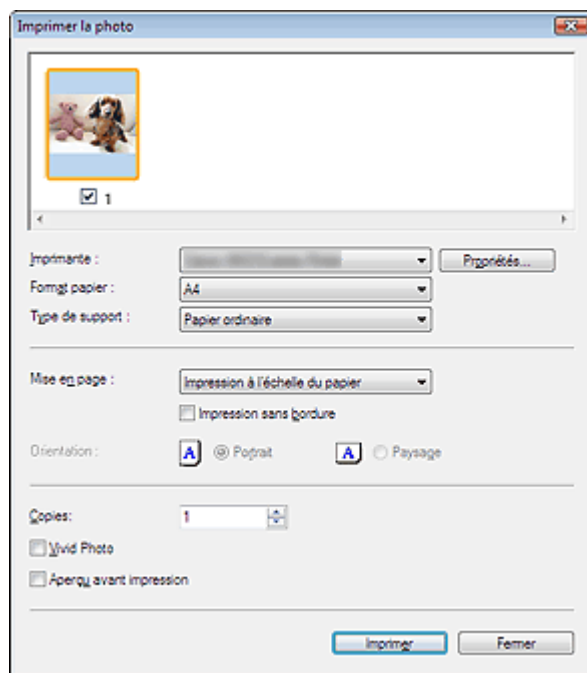 Imprimer la photo
1
Imprimante :
Propriétés...
Format papier :
A4
Type de support :
Papier ordinaire
Mise en page :
Impression à l'échelle du papier
Impression sans bordure
Orientation :
A
Portrait
A
Paysage
Copies:
1
Vivid Photo
Aperçu avant impression
Imprimer
Fermer